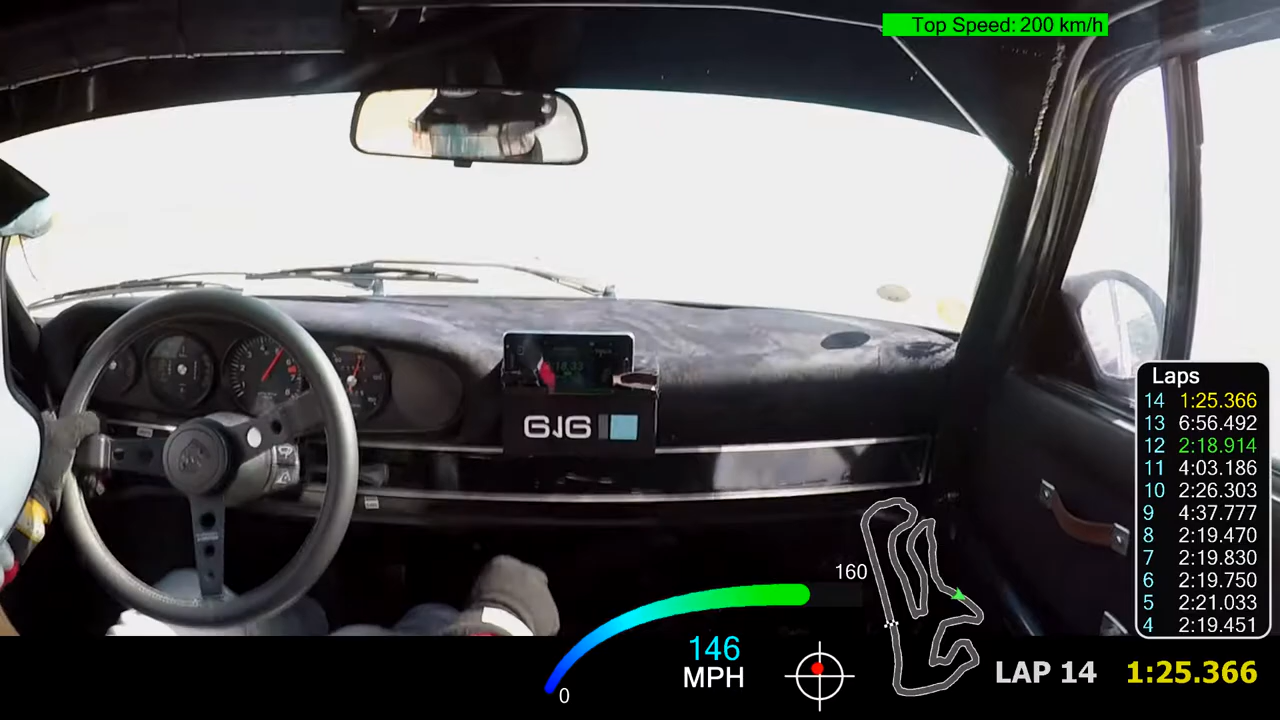 Top Speed: 200 km/h
G16
160
0
146
MPH
Laps
14 1:25.366
13 6:56.492
12 2:18.914
11 4:03.186
10 2:26.303
9 4:37.777
8 2:19.470
7 2:19.830
6 2:19.750
5 2:21.033
4 2:19.451
LAP 14 1:25.366